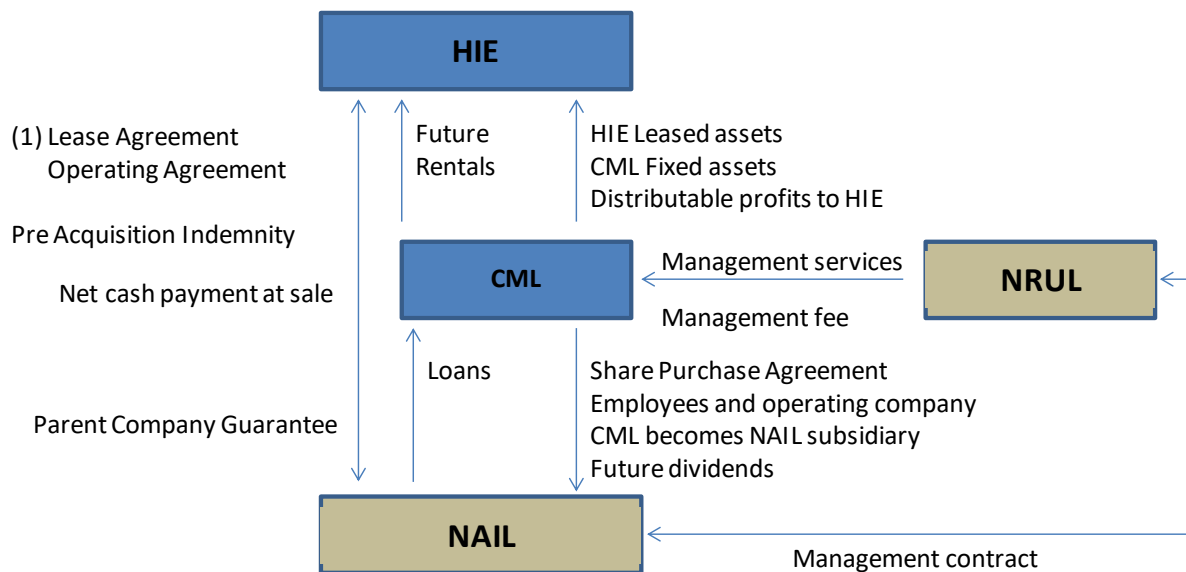 HIE
(1) Lease Agreement
Operating Agreement
Future
Rentals
HIE Leased assets
CML Fixed assets
Distributable profits to HIE
Pre Acquisition Indemnity
Net cash payment at sale
CML
Management services
Management fee
NRUL
Loans
Share Purchase Agreement
Employees and operating company
CML becomes NAIL subsidiary
Future dividends
Parent Company Guarantee
NAIL
Management contract